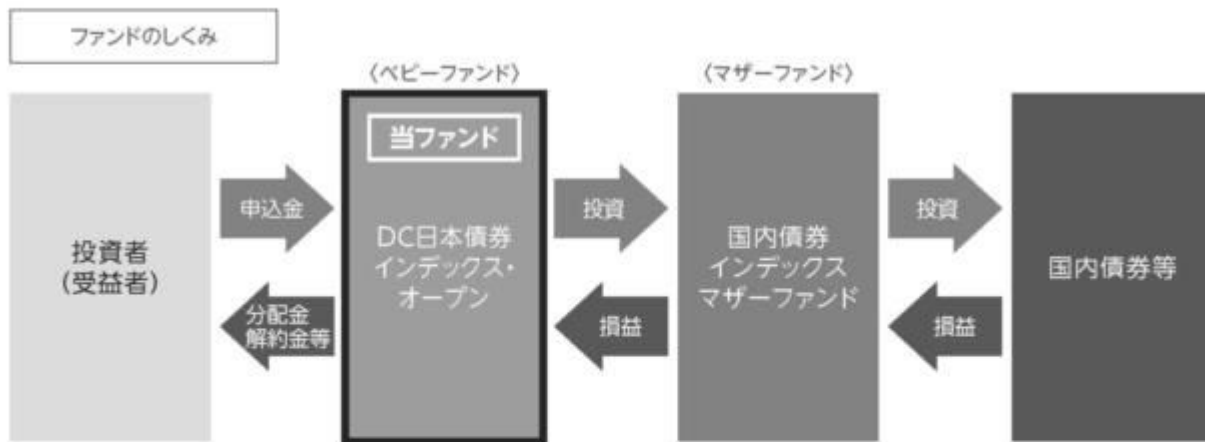 ファンドのしくみ
〈ベビーファンド〉
〈マザーファンド〉
投資者
(受益者)
申込金
分配金
解約金等
当ファンド
DC日本債券
インデックス・
オープン
投資
損益
国内債券
インデックス
マザーファンド
投資
損益
国内債券等